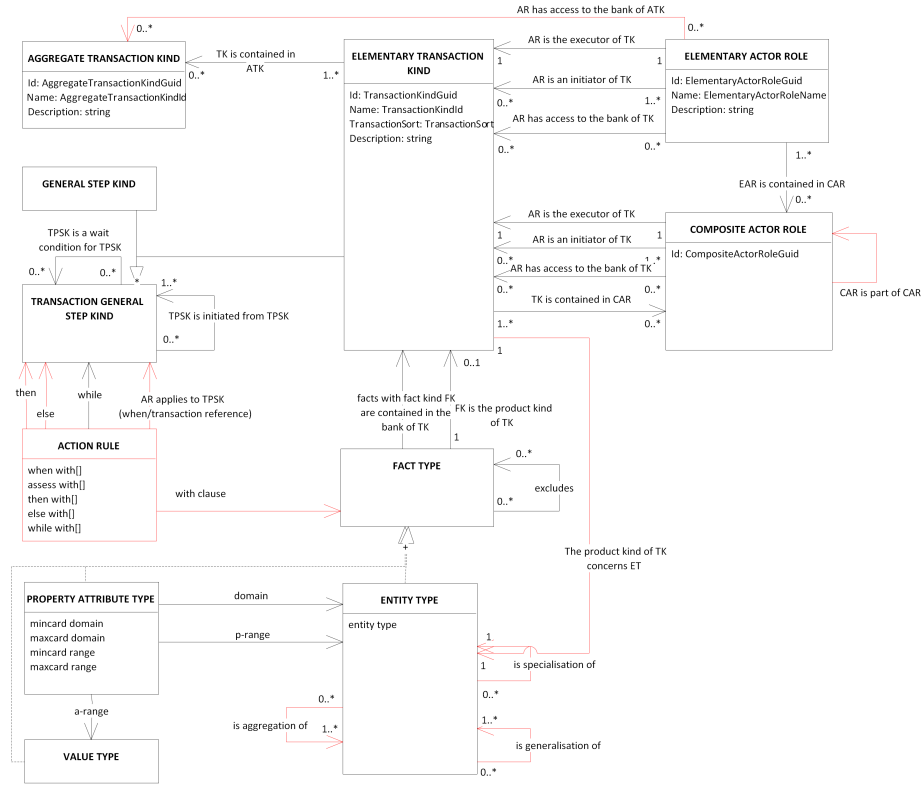 AR has access to the bank of ATK
0..*
0..*
AGGREGATE TRANSACTION KIND
Id: AggregateTransactionKindGuid
Name: AggregateTransactionKindId
Description: string
TK is contained in
ATK
0..*
1..*
ELEMENTARY TRANSACTION
KIND
Id: TransactionKindGuid
Name: TransactionKindId
TransactionSort: TransactionSort
Description: string
AR is the executor of TK
1
1
AR is an initiator of TK
0..*
1..*
AR has access to the bank of TK
0..*
0..*
ELEMENTARY ACTOR ROLE
Id: ElementaryActorRoleGuid
Name: ElementaryActorRoleName
Description: string
1..*
EAR is contained in CAR
0..*
GENERAL STEP KIND
TPSK is a wait
condition for TPSK
0..*
0..*
*
1..*
TRANSACTION GENERAL
STEP KIND
TPSK is initiated from TPSK
0..*
AR is the executor of TK
1
1
AR is an initiator of TK
0..*
1..*
AR has access to the bank of TK
0..*
0..*
TK is contained in CAR
1..*
0..*
COMPOSITE ACTOR ROLE
Id: CompositeActorRoleGuid
CAR is part of CAR
1
0..1
then
else
while
AR applies to TPSK
(when/transaction reference)
facts with fact kind FK
are contained in the
bank of TK
FK is the product kind
of TK
1
ACTION RULE
when with[]
assess with[]
then with[]
else with[]
while with[]
with clause
FACT TYPE
0..*
0..*
excludes
The product kind of TK
concerns ET
+
PROPERTY ATTRIBUTE TYPE
mincard domain
maxcard domain
mincard range
maxcard range
domain
p-range
ENTITY TYPE
entity type
1
1
is specialisation of
0..*
0..*
is aggregation of
1..*
1..*
is generalisation of
0..*
a-range
VALUE TYPE